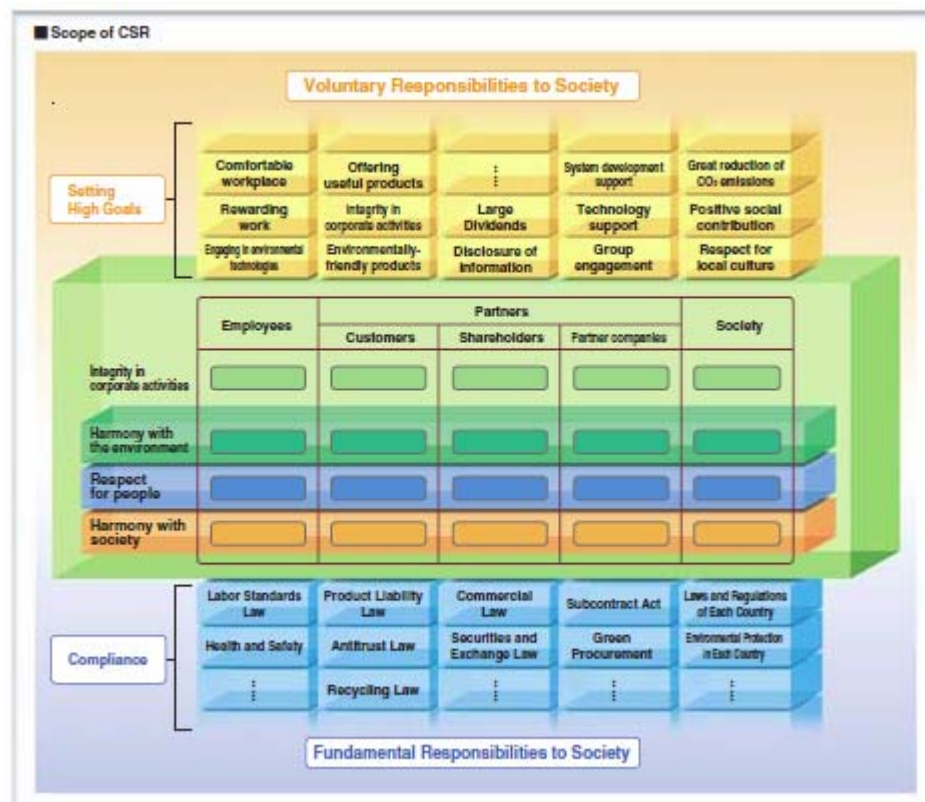 ■Scope of CSR
Voluntary Responsibilities to Society
Setting
High Goals
Comfortable
workplace
Offering
useful products
⋮
System development
support
Great reduction of
CO₂ emissions
Rewarding
work
Integrity in
corporate activities
Large
Dividends
Technology
support
Positive social
contribution
Engaging in environmental
technologies
Environmentally-
friendly products
Disclosure of
Information
Group
engagement
Respect for
local culture
Employees
Partners
Society
Customers
Shareholders
Partner companies
Integrity in
corporate activities
Harmony with
the environment
Respect
for people
Harmony with
society
Compliance
Labor Standards
Law
Product Liability
Law
Commercial
Law
Subcontract Act
Laws and Regulations
of Each Country
Health and Safety
Antitrust Law
Securities and
Exchange Law
Green
Procurement
Environmental Protection
in Each Country
⋮
Recycling Law
⋮
⋮
⋮
Fundamental Responsibilities to Society